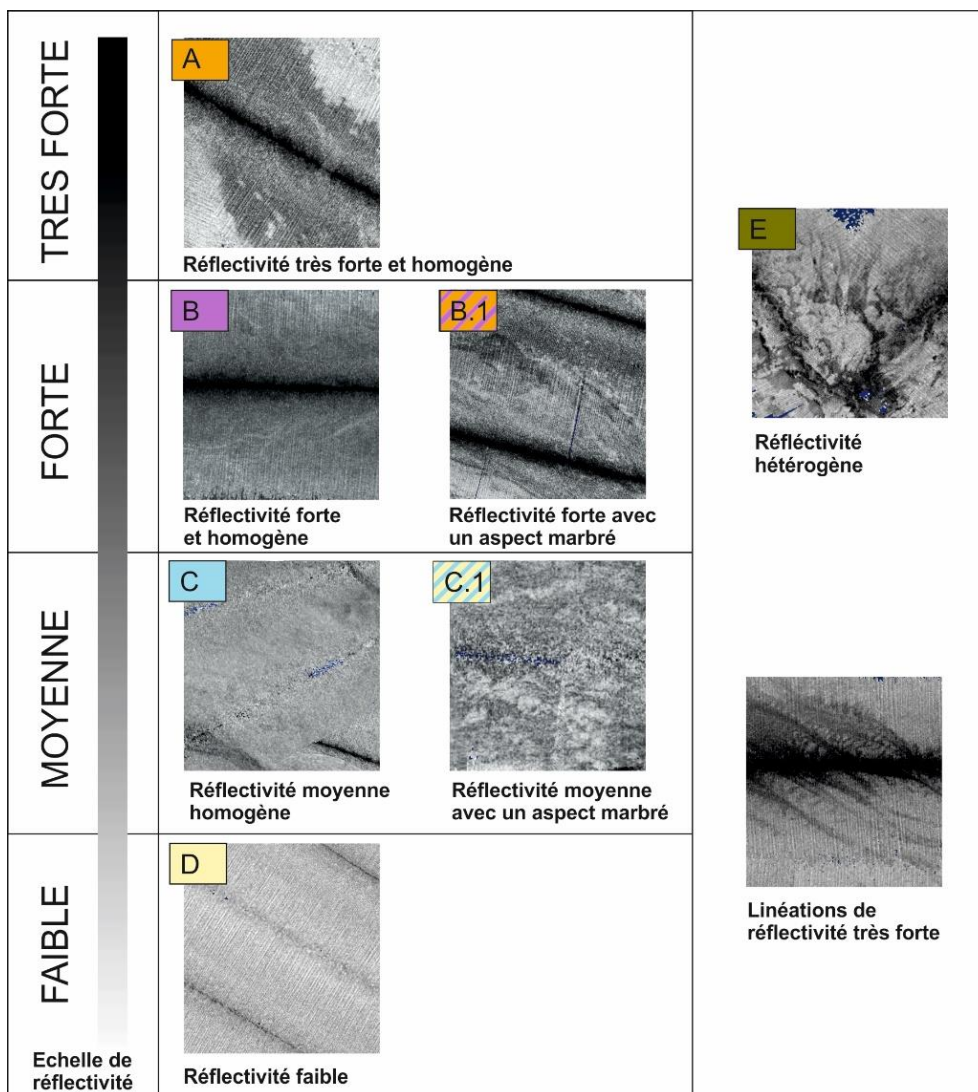 TRES FORTE
A
Réflectivité très forte et homogène
FORTE
B
Réflectivité forte
et homogène
B.1
Réflectivité forte avec
un aspect marbré
MOYENNE
C
Réflectivité moyenne
homogène
C.1
Réflectivité moyenne
avec un aspect marbré
FAIBLE
D
Réflectivité faible
Echelle de
réflectivité
E
Réfléctivité
hétérogène
Linéations de
réflectivité très forte